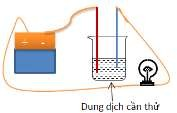 Dung dịch cần thử